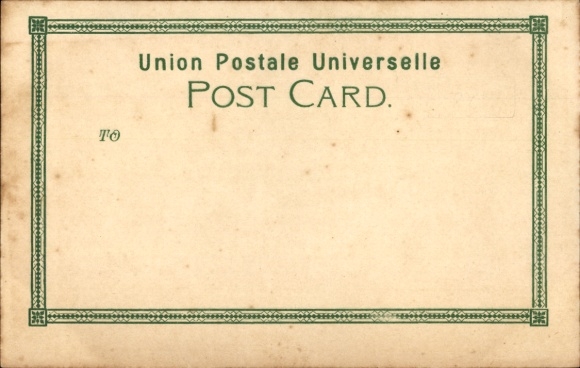 Union Postale Universelle
POST CARD.
TO